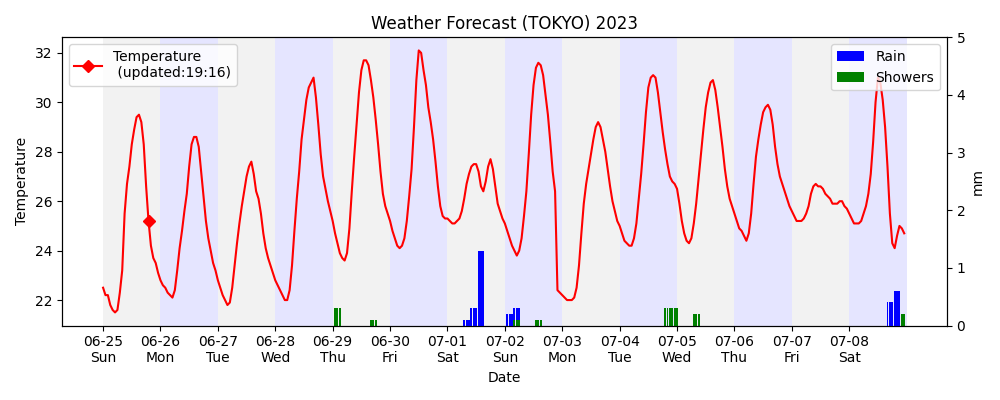 Weather Forecast (TOKYO) 2023
Temperature
(updated:19:16)
Rain
Showers
Temperature
32
30
28
26
24
22
5
4
3
2
1
0
mm
06-25 06-26 06-27 06-28 06-29 06-30 07-01 07-02 07-03 07-04 07-05 07-06 07-07 07-08
Sun Mon Tue Wed Thu Fri Sat Sun Mon Tue Wed Thu Fri Sat
Date